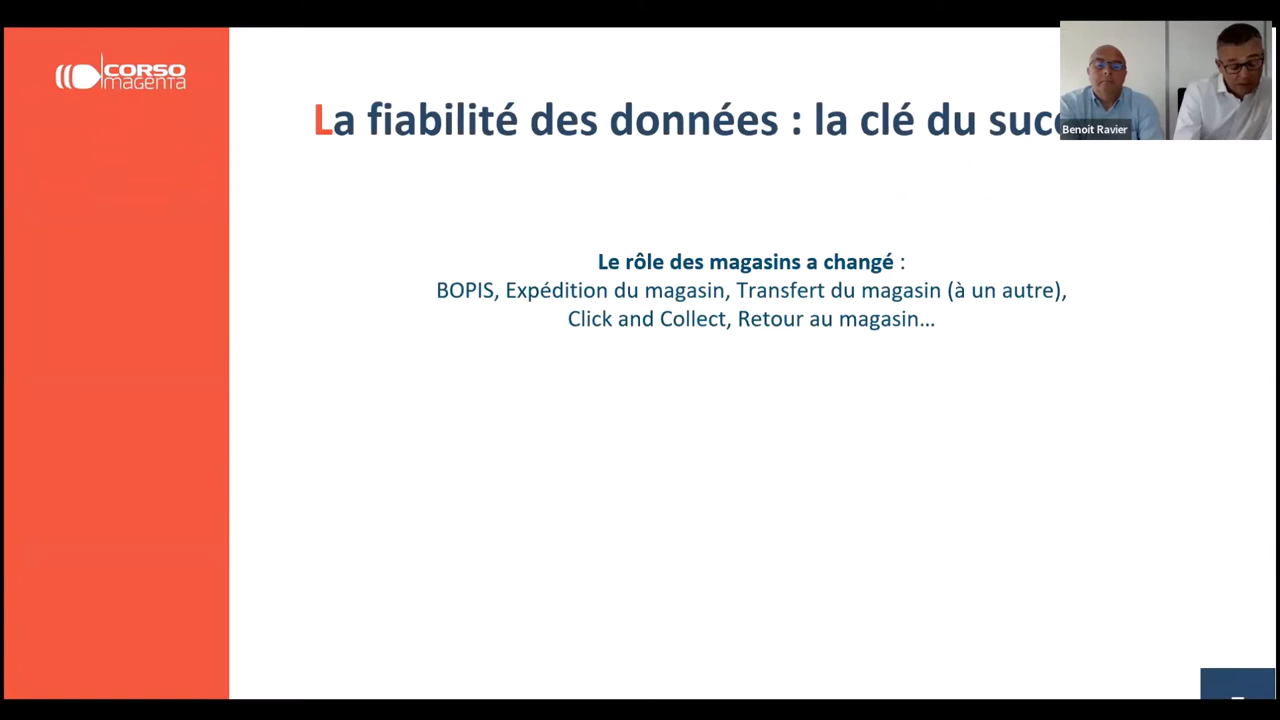 CORSO
magenta
La fiabilité des données : la clé du
Benoit Ravier
Le rôle des magasins a changé :
BOPIS, Expédition du magasin, Transfert du magasin (à un autre),
Click and Collect, Retour au magasin…